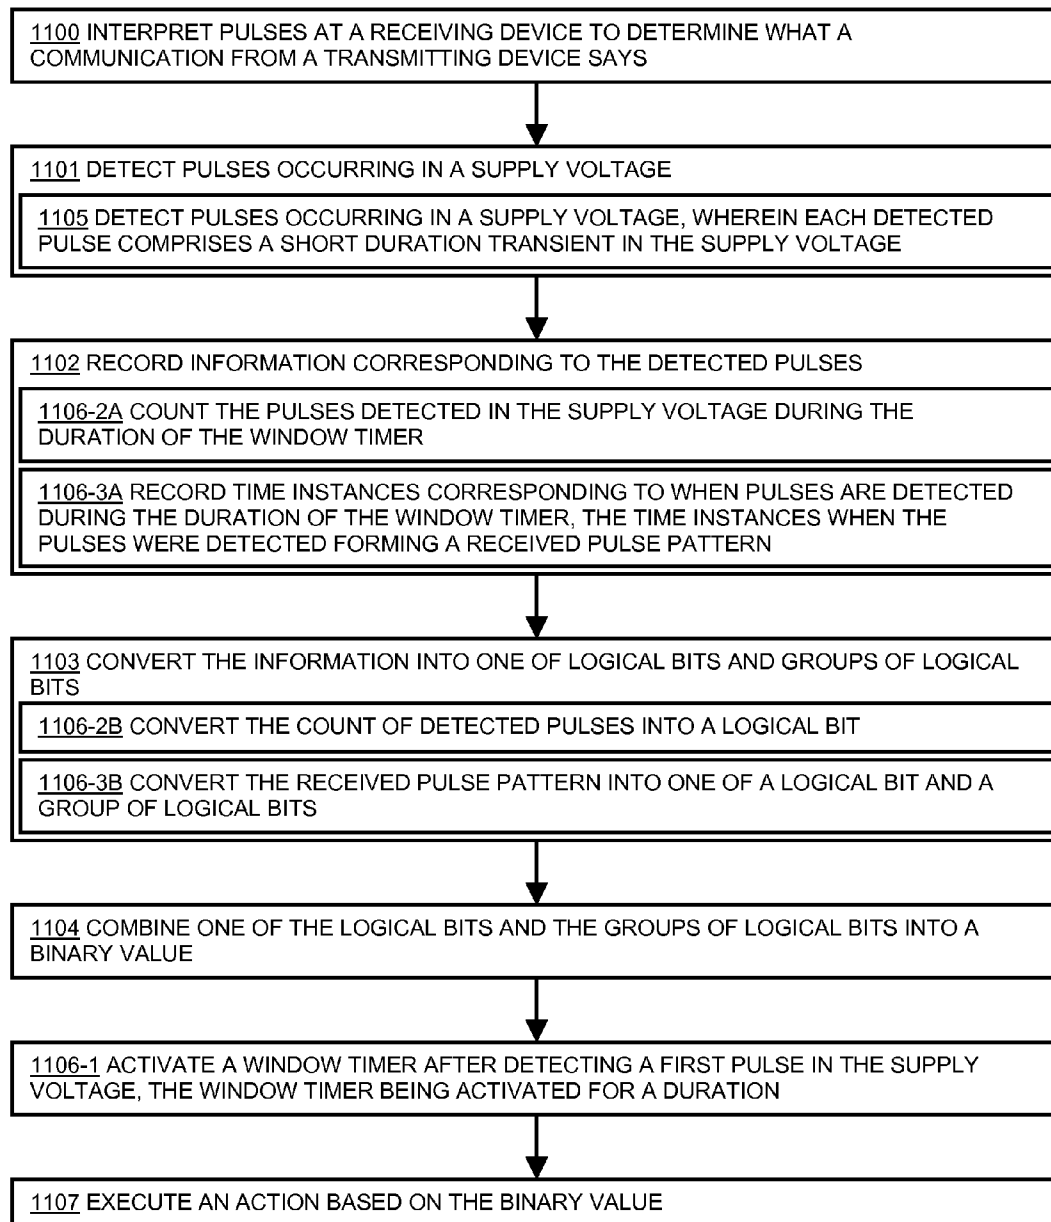 1100 INTERPRET PULSES AT A RECEIVING DEVICE TO DETERMINE WHAT A
COMMUNICATION FROM A TRANSMITTING DEVICE SAYS
1101 DETECT PULSES OCCURRING IN A SUPPLY VOLTAGE
1105 DETECT PULSES OCCURRING IN A SUPPLY VOLTAGE, WHEREIN EACH DETECTED
PULSE COMPRISES A SHORT DURATION TRANSIENT IN THE SUPPLY VOLTAGE
1102 RECORD INFORMATION CORRESPONDING TO THE DETECTED PULSES
1106-2A COUNT THE PULSES DETECTED IN THE SUPPLY VOLTAGE DURING THE
DURATION OF THE WINDOW TIMER
1106-3A RECORD TIME INSTANCES CORRESPONDING TO WHEN PULSES ARE DETECTED
DURING THE DURATION OF THE WINDOW TIMER, THE TIME INSTANCES WHEN THE
PULSES WERE DETECTED FORMING A RECEIVED PULSE PATTERN
1103 CONVERT THE INFORMATION INTO ONE OF LOGICAL BITS AND GROUPS OF LOGICAL
BITS
1106-2B CONVERT THE COUNT OF DETECTED PULSES INTO A LOGICAL BIT
1106-3B CONVERT THE RECEIVED PULSE PATTERN INTO ONE OF A LOGICAL BIT AND A
GROUP OF LOGICAL BITS
1104 COMBINE ONE OF THE LOGICAL BITS AND THE GROUPS OF LOGICAL BITS INTO A
BINARY VALUE
1106-1 ACTIVATE A WINDOW TIMER AFTER DETECTING A FIRST PULSE IN THE SUPPLY
VOLTAGE, THE WINDOW TIMER BEING ACTIVATED FOR A DURATION
1107 EXECUTE AN ACTION BASED ON THE BINARY VALUE